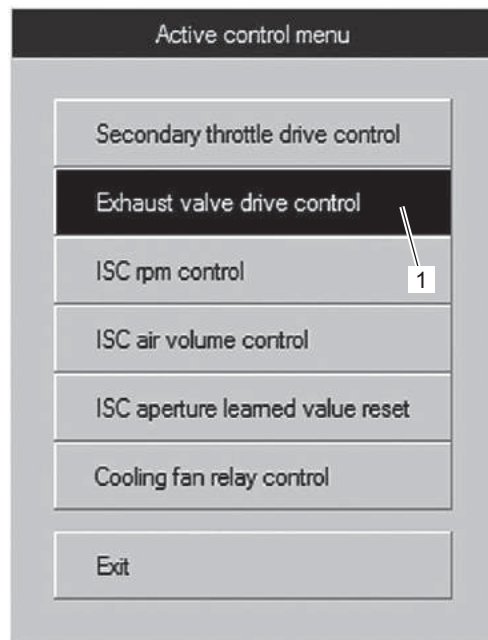 Active control menu
Secondary throttle drive control
Exhaust valve drive control
1
ISC rpm control
ISC air volume control
ISC aperture learned value reset
Cooling fan relay control
Exit